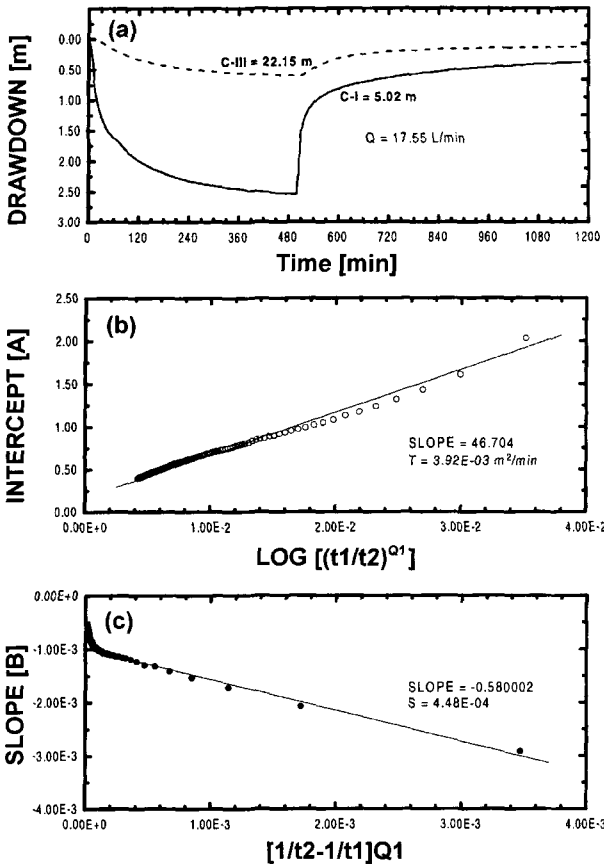 (a)
DRAWDOWN [m]
0.00
0.50
1.00
1.50
2.00
2.50
3.00
C-III = 22.15 m
C-I = 5.02 m
Q = 17.55 L/min
0 120 240 360 480 600 720 840 960 1080 1200
Time [min]
(b)
INTERCEPT [A]
2.50
2.00
1.50
1.00
0.50
0.00
SLOPE = 46.704
T = 3.92E-03 m²/min
0.00E+0 1.00E-2 2.00E-2 3.00E-2 4.00E-2
LOG [(t1/t2)^Q1]
(c)
SLOPE [B]
0.00E+0
-1.00E-3
-2.00E-3
-3.00E-3
-4.00E-3
SLOPE = -0.580002
S = 4.48E-04
0.00E+0 1.00E-3 2.00E-3 3.00E-3 4.00E-3
[1/t2-1/t1]Q1